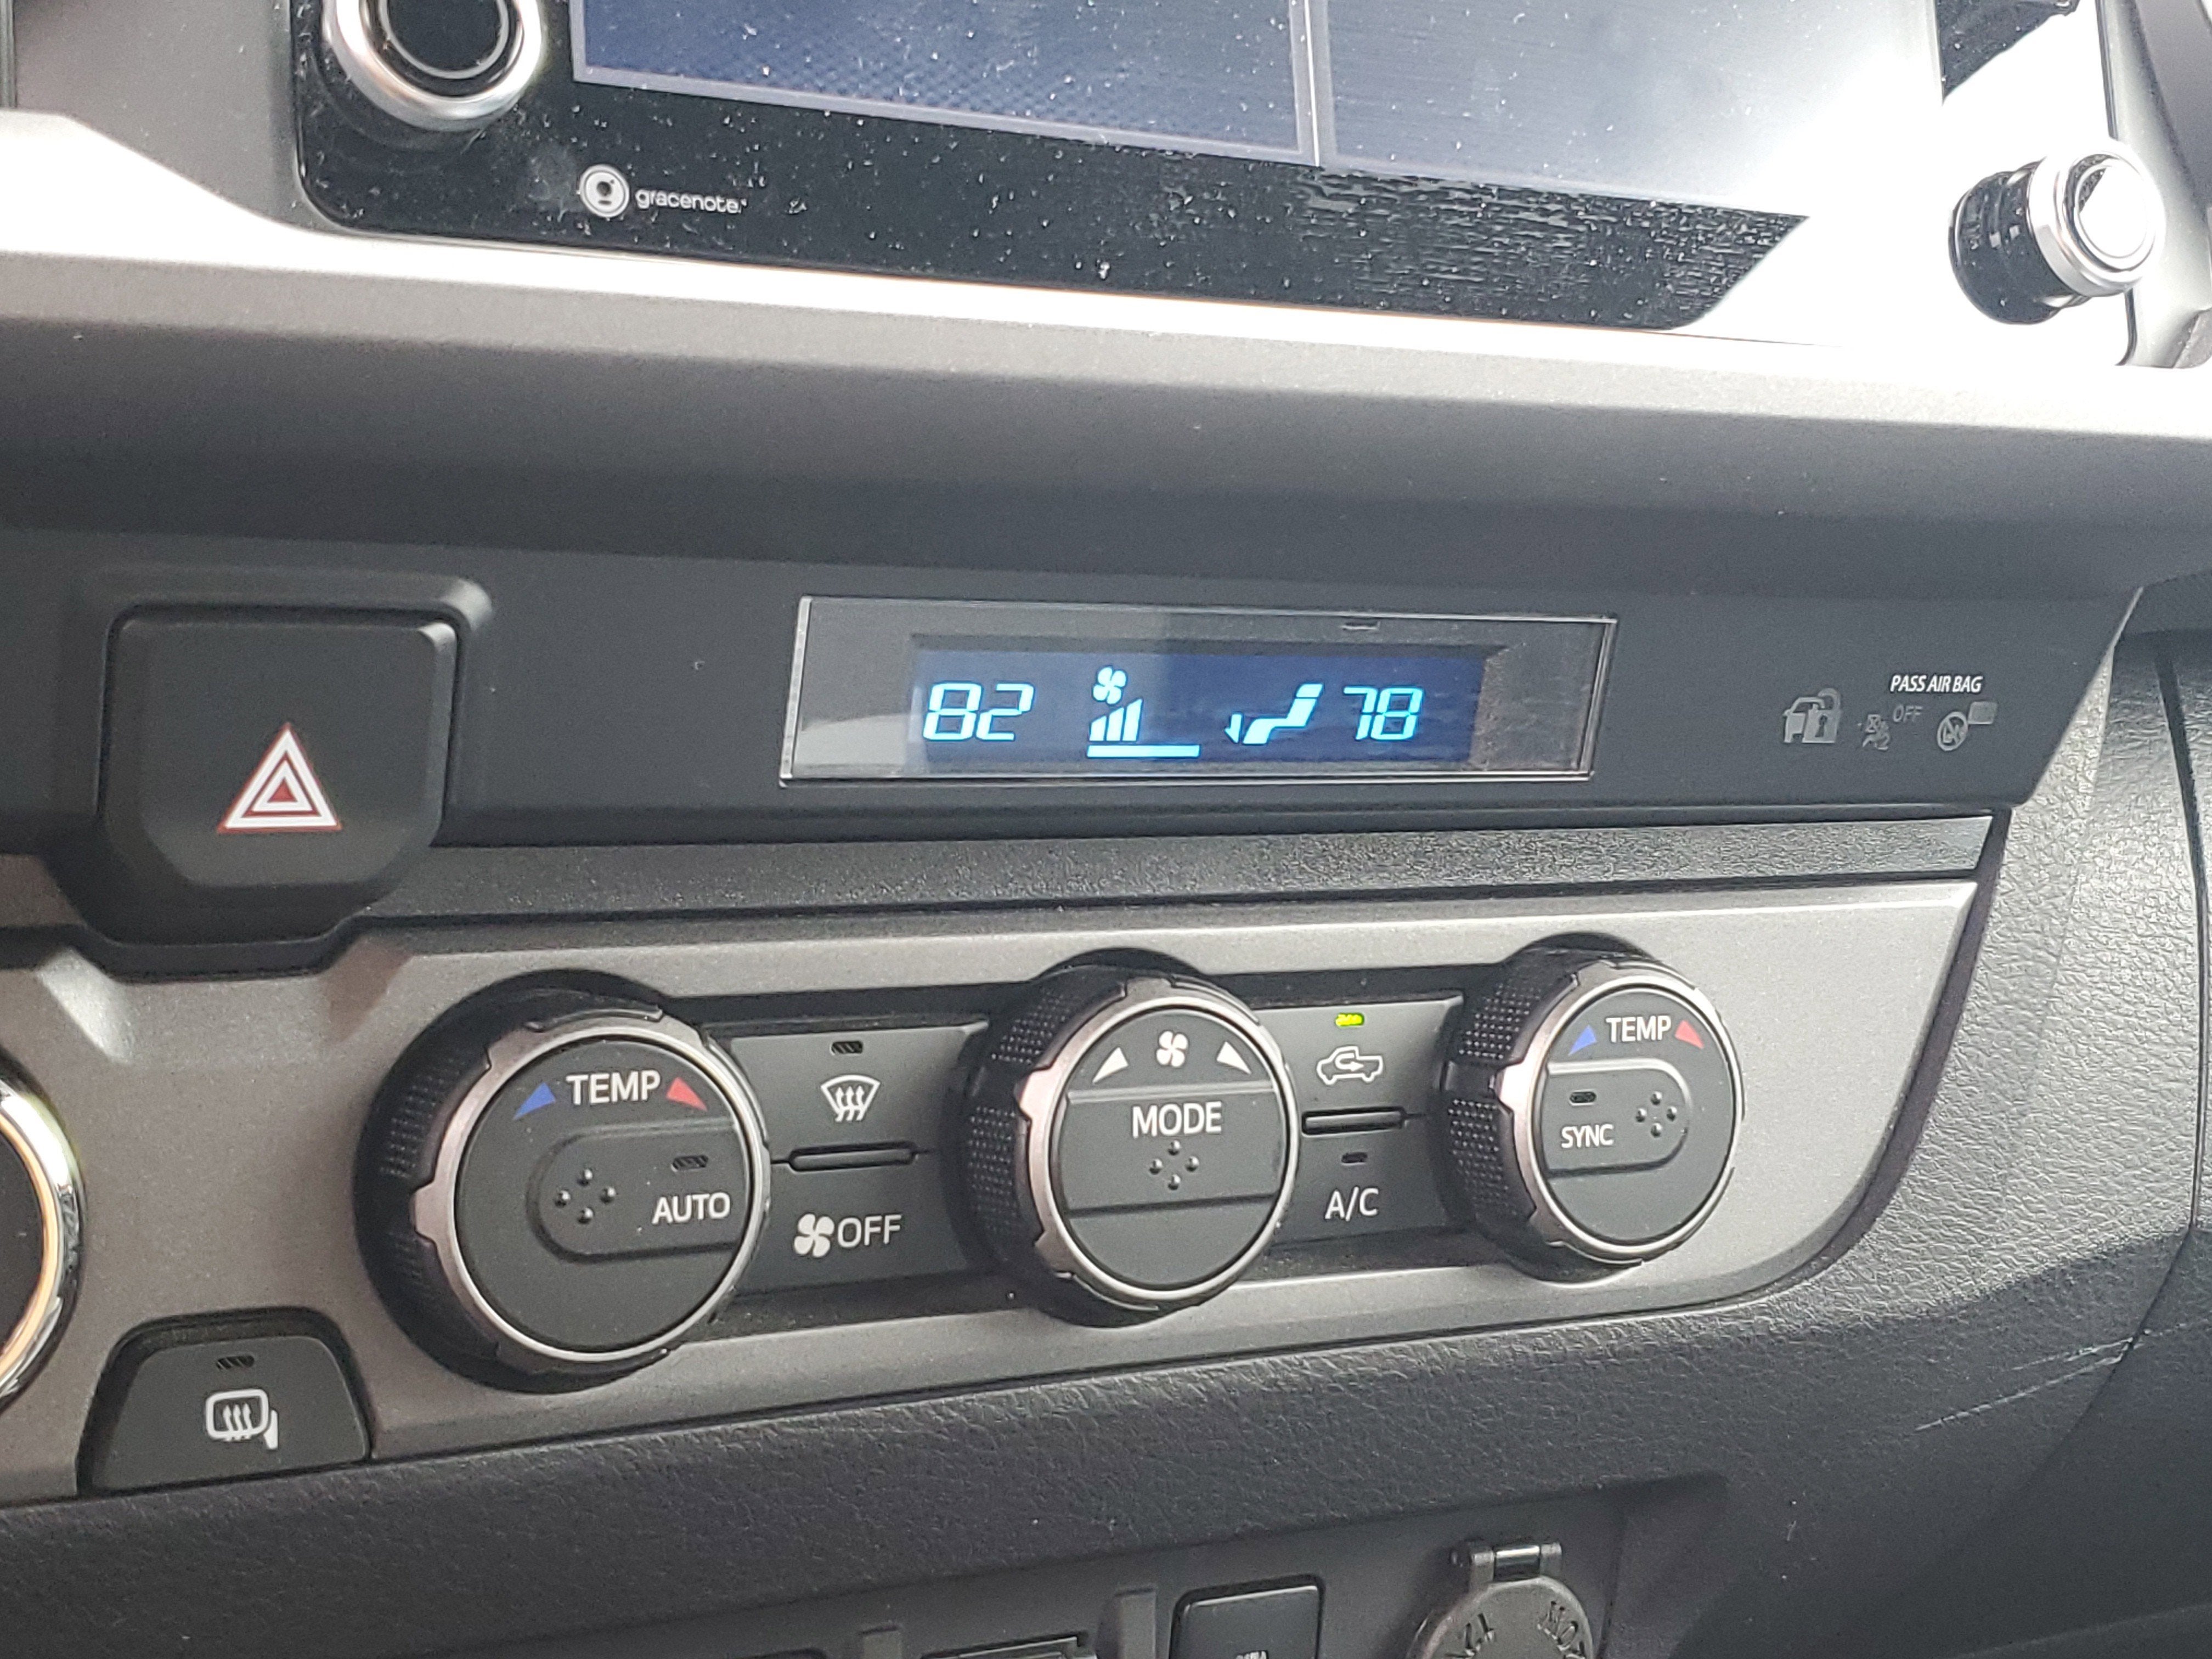 gracenote.
82 78
PASS AIR BAG
OFF
TEMP
AUTO
OFF
MODE
A/C
TEMP
SYNC